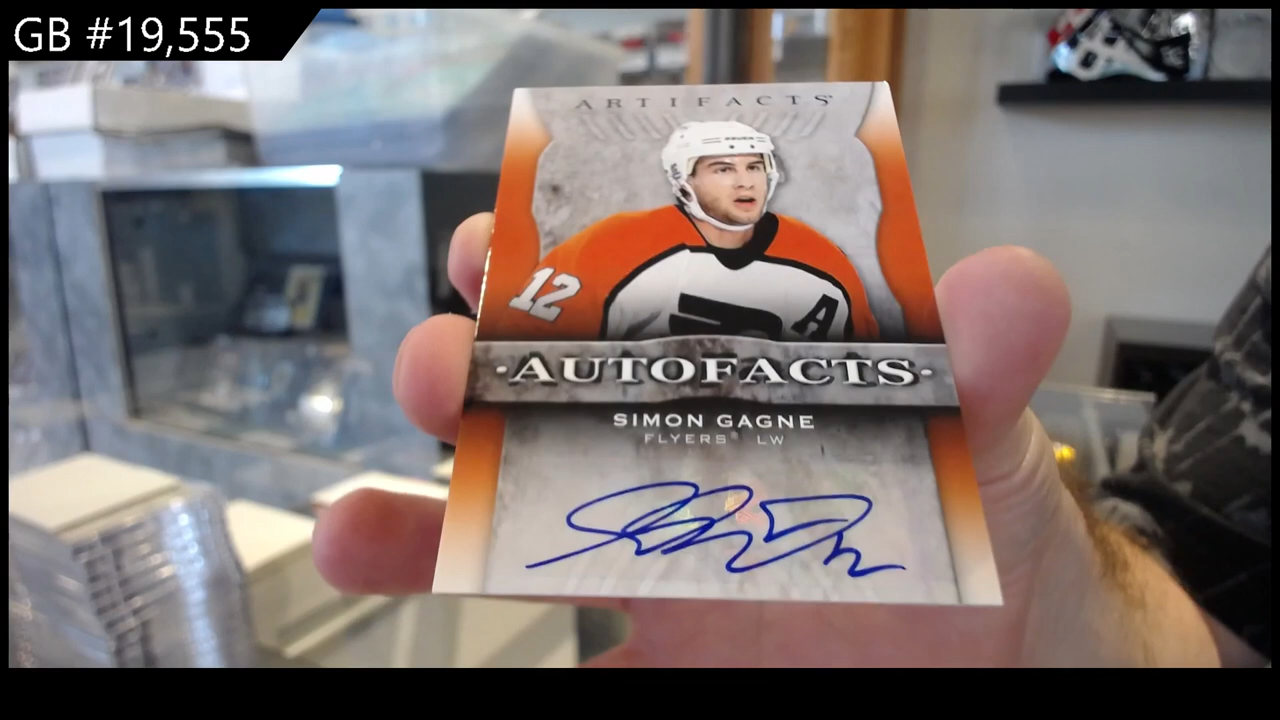 GB #19,555
ARTIFACTS
12
A
·AUTOFACTS·
SIMON GAGNE
FLYERS® LW